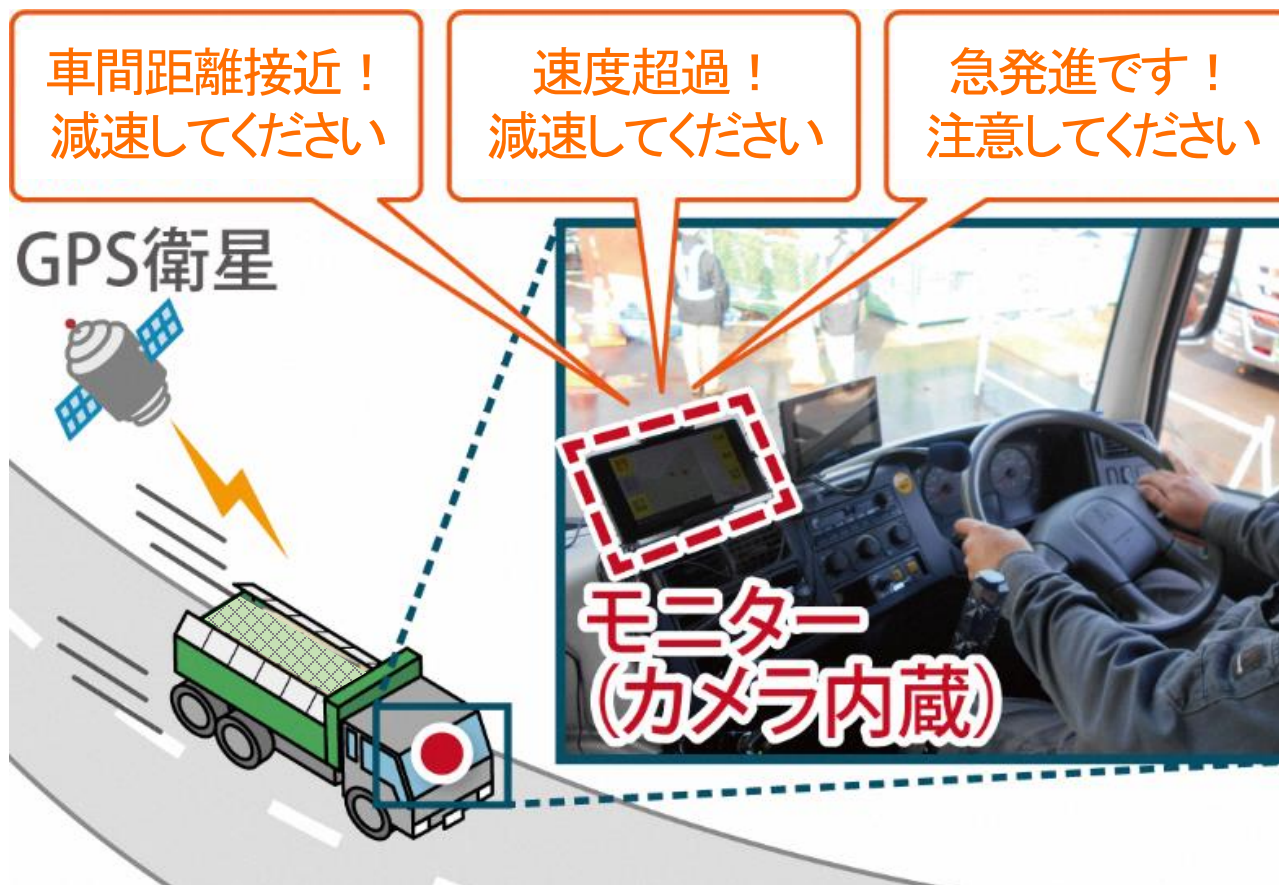 車間距離接近！
減速してください
速度超過！
減速してください
急発進です！
注意してください
GPS衛星
モニター
（カメラ内蔵）